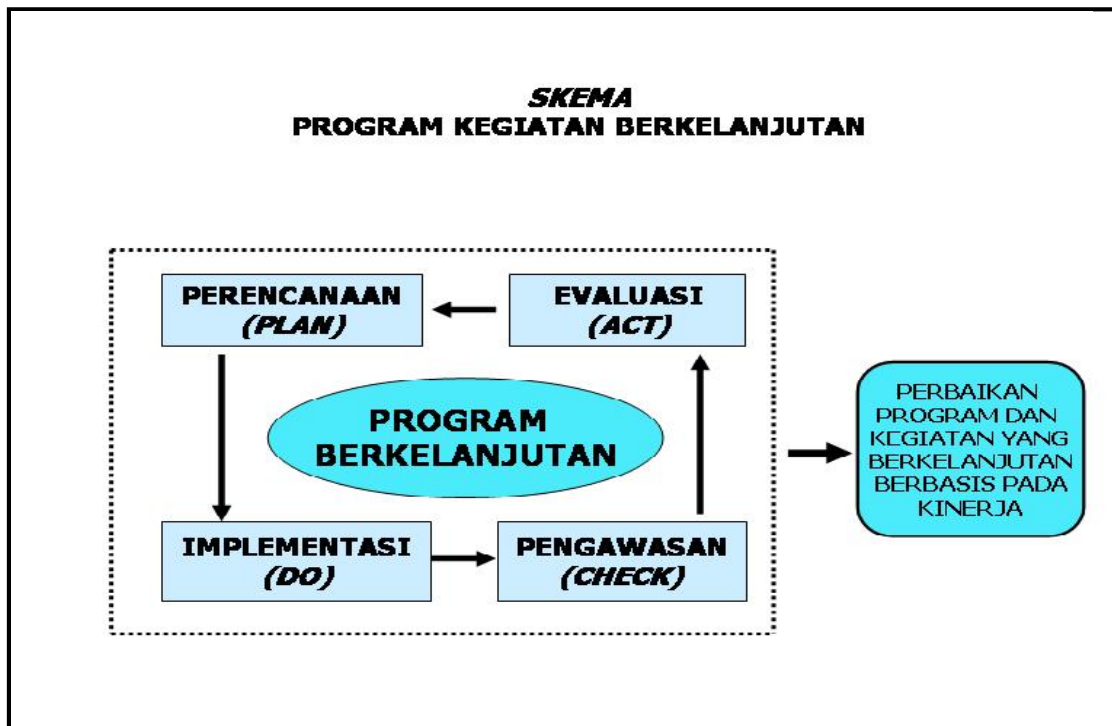 SKEMA
PROGRAM KEGIATAN BERKELANJUTAN
PERENCANAAN
(PLAN)
EVALUASI
(ACT)
PROGRAM
BERKELANJUTAN
IMPLEMENTASI
(DO)
PENGAWASAN
(CHECK)
PERBAIKAN
PROGRAM DAN
KEGIATAN YANG
BERKELANJUTAN
BERBASIS PADA
KINERJA